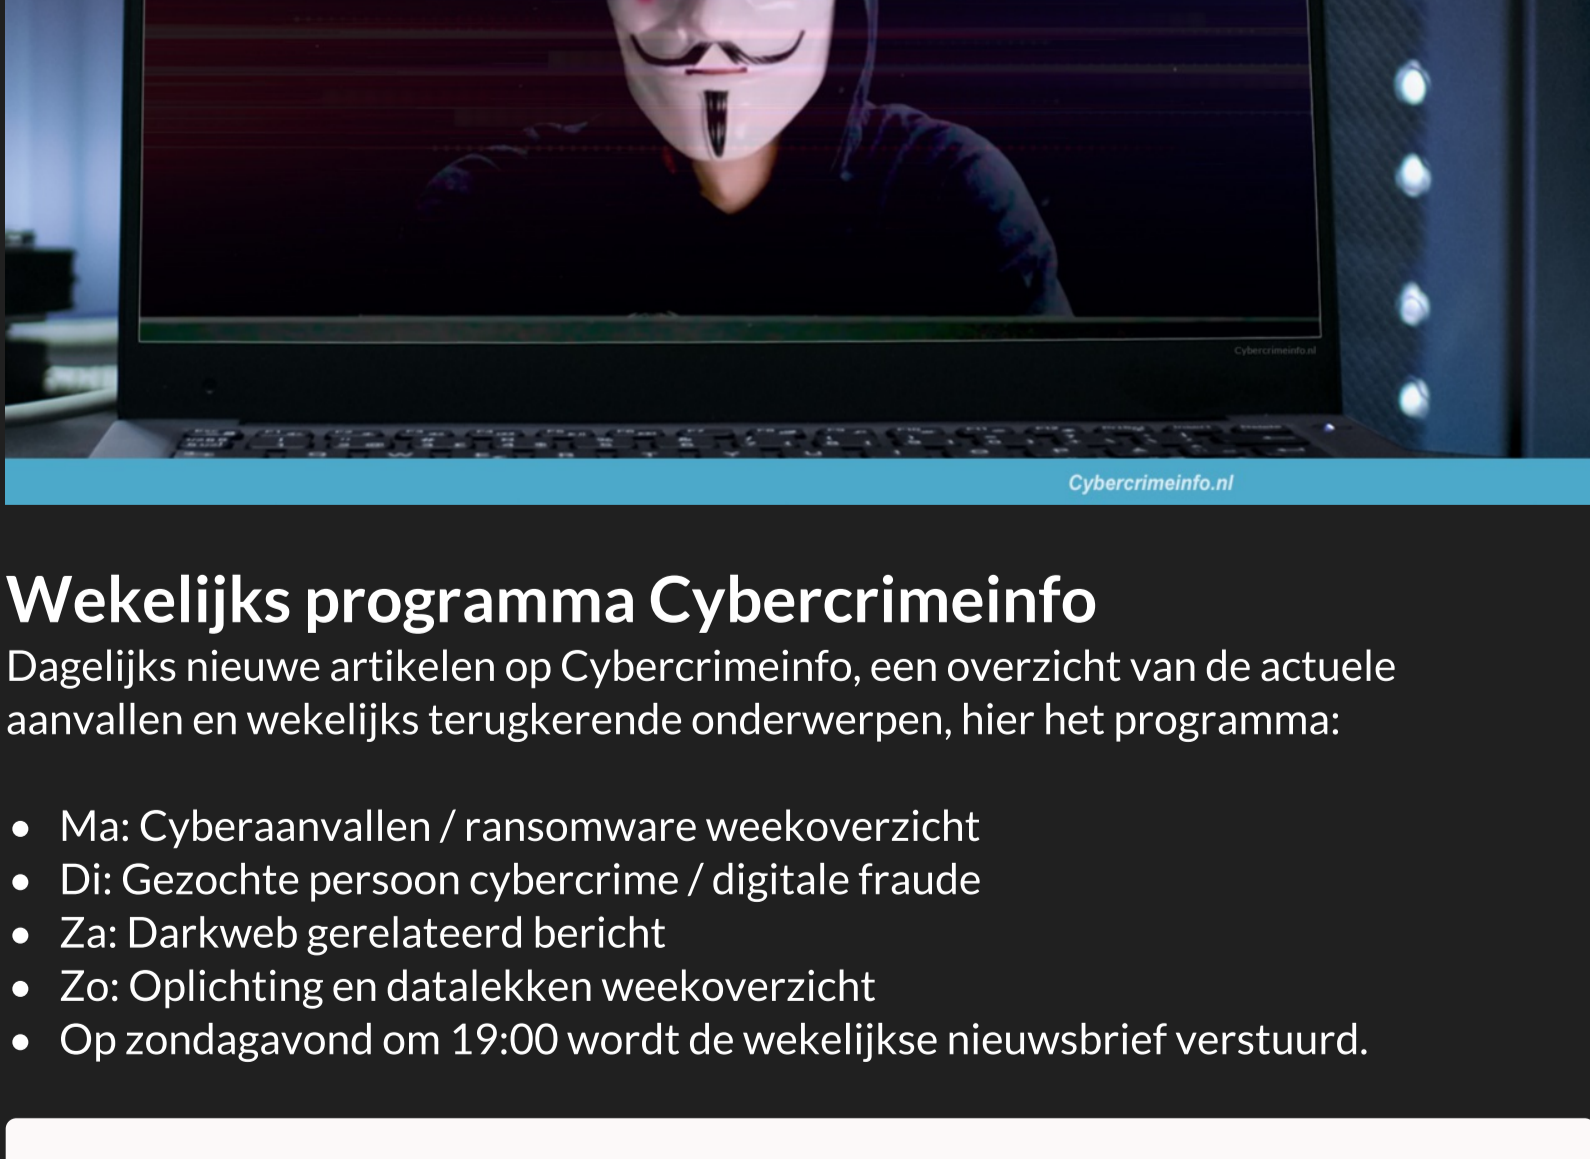 Cybercrimeinfo.nl
Cybercrimeinfo.nl
Wekelijks programma Cybercrimeinfo
Dagelijks nieuwe artikelen op Cybercrimeinfo, een overzicht van de actuele
aanvallen en wekelijks terugkerende onderwerpen, hier het programma:
• Ma: Cyberaanvallen / ransomware weekoverzicht
• Di: Gezochte persoon cybercrime / digitale fraude
• Za: Darkweb gerelateerd bericht
• Zo: Oplichting en datalekken weekoverzicht
• Op zondagavond om 19:00 wordt de wekelijkse nieuwsbrief verstuurd.